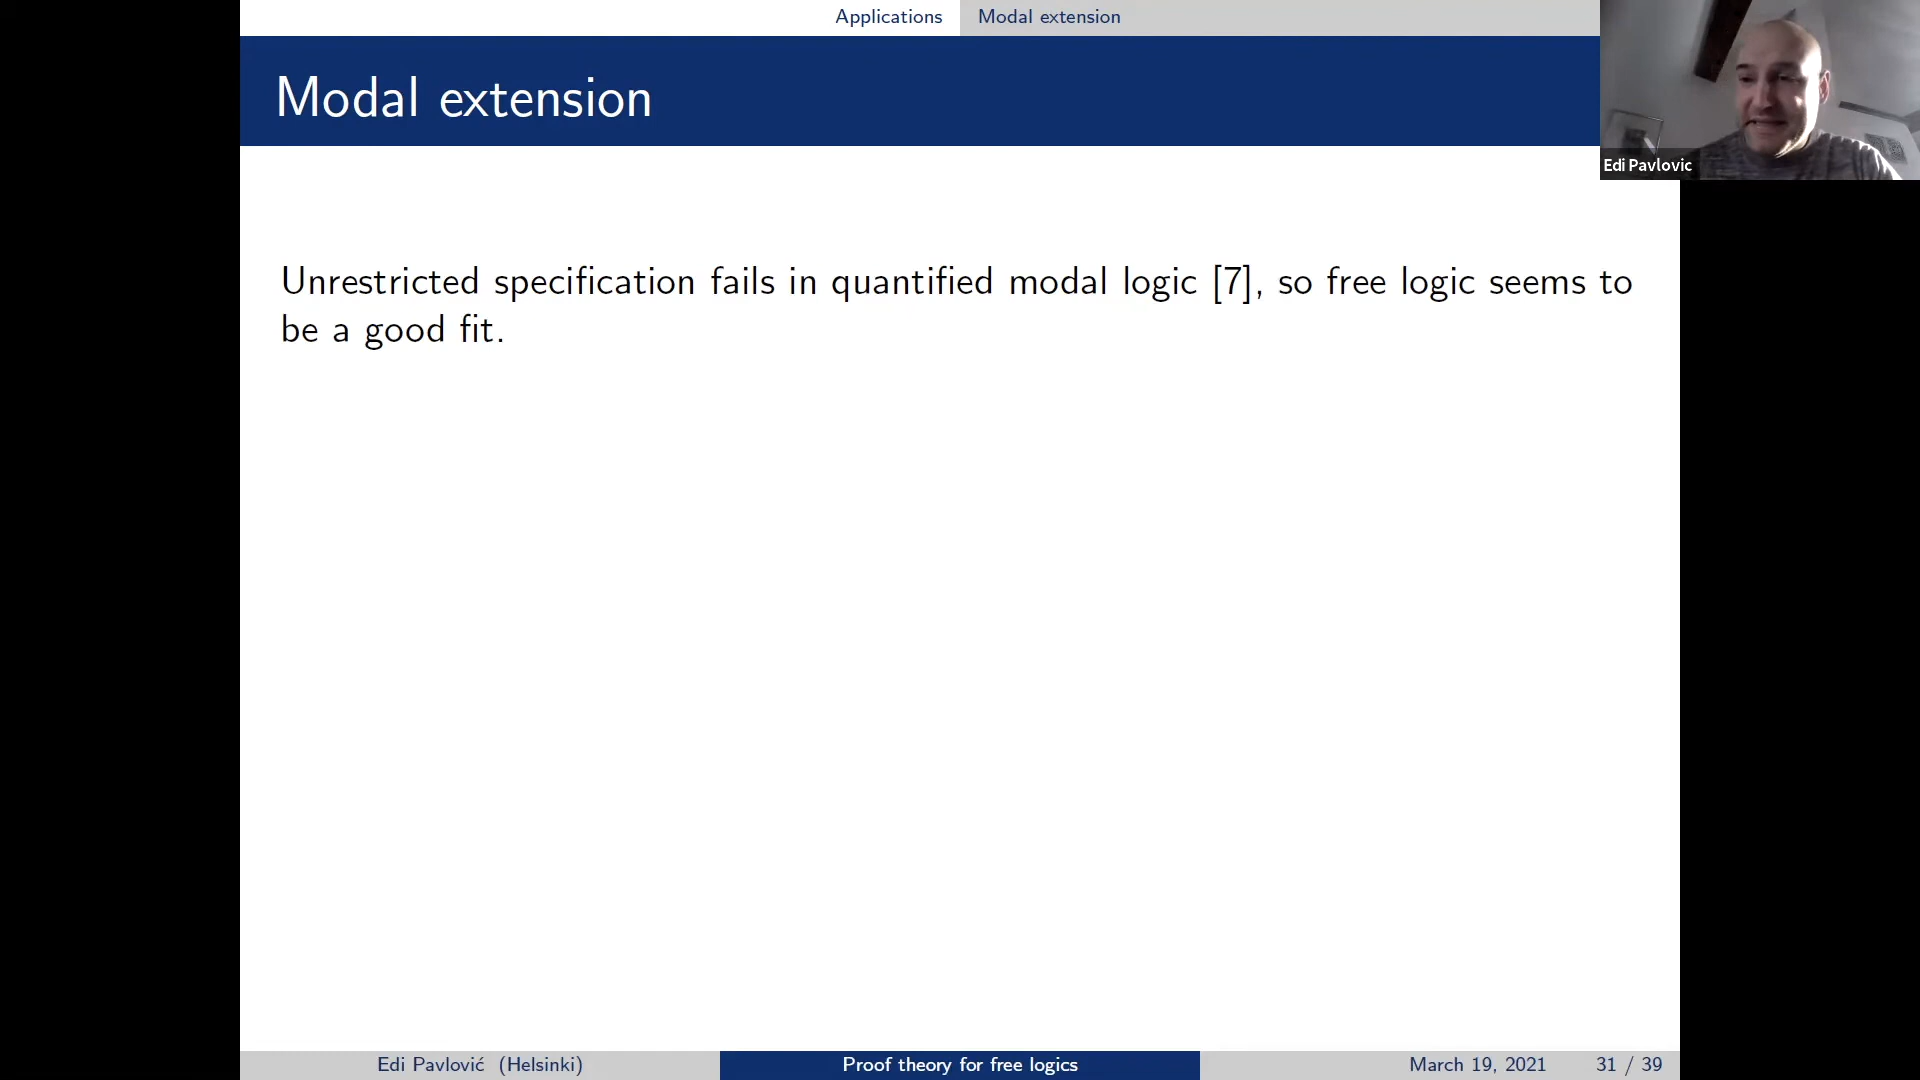 Applications Modal extension
Modal extension
Edi Pavlovic
Unrestricted specification fails in quantified modal logic [7], so free logic seems to
be a good fit.
Edi Pavlović (Helsinki) Proof theory for free logics March 19, 2021 31 / 39